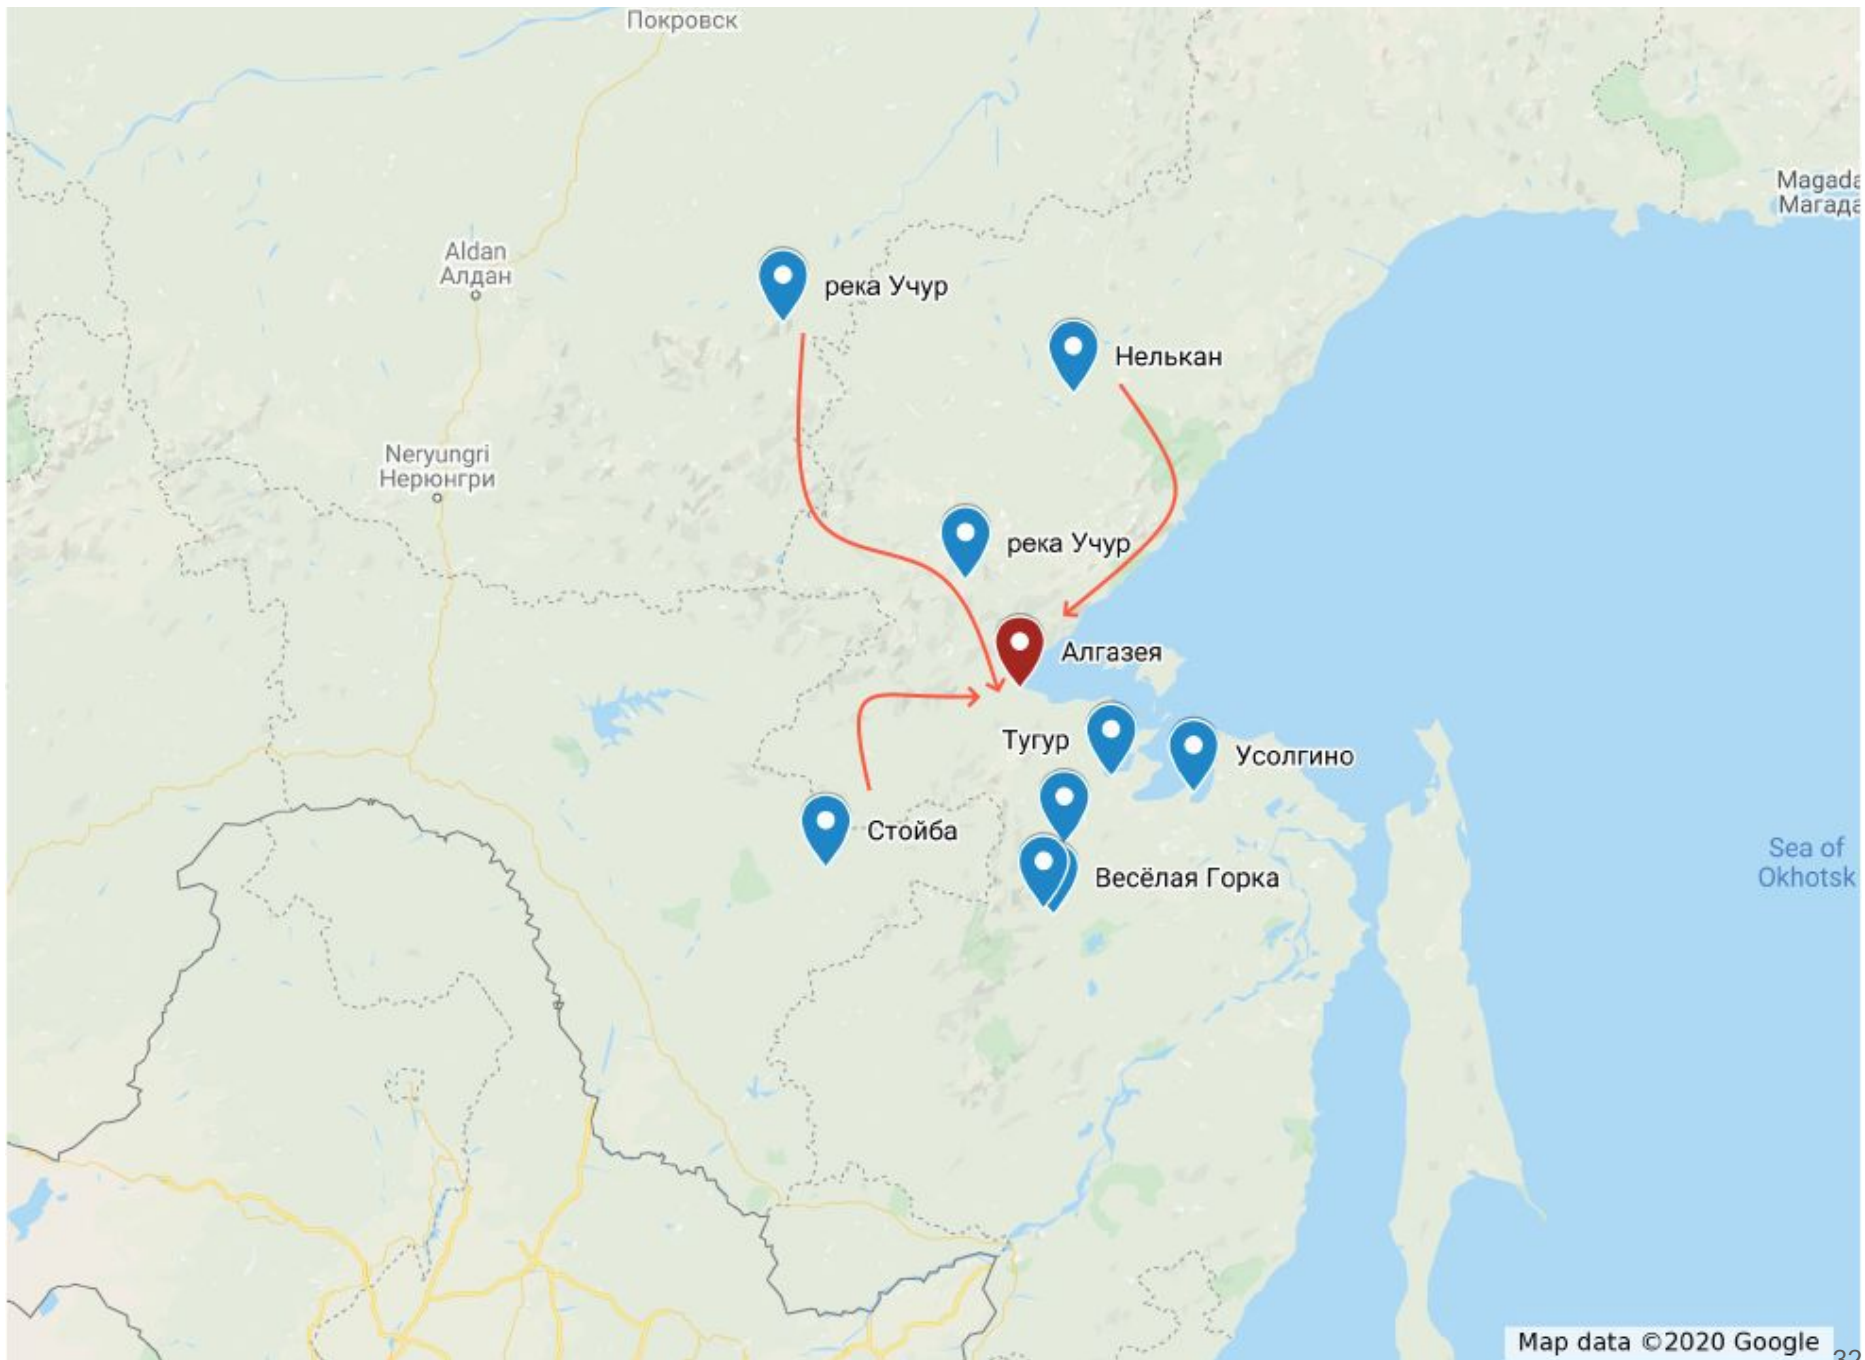 Покровск
Magada
Магада
Aldan
Алдан
река Учур
Нелькан
Neryungri
Нерюнгри
река Учур
Алгазея
Тугур
Усолгино
Стойба
Весёлая Горка
Sea of
Okhotsk
Map data ©2020 Google
32